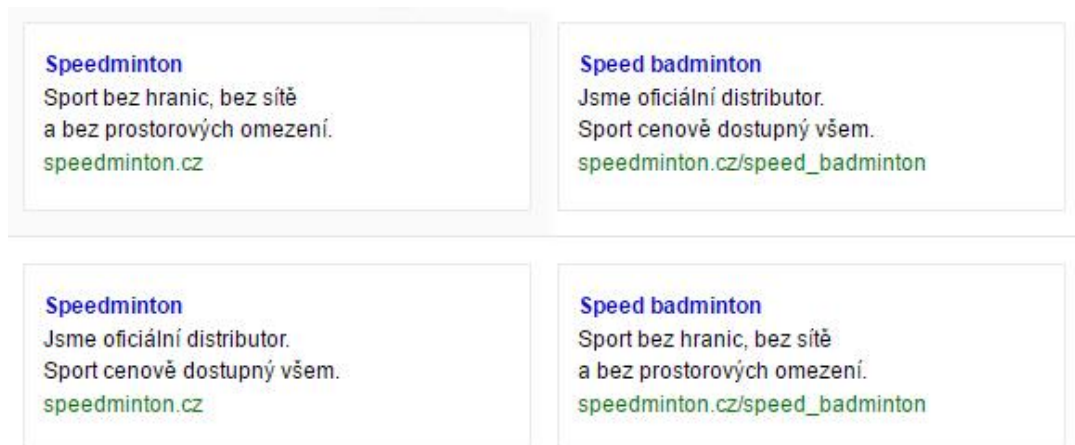 Speedminton
Sport bez hranic, bez sítě
a bez prostorových omezení.
speedminton.cz
Speed badminton
Jsme oficiální distributor.
Sport cenově dostupný všem.
speedminton.cz/speed_badminton
Speedminton
Jsme oficiální distributor.
Sport cenově dostupný všem.
speedminton.cz
Speed badminton
Sport bez hranic, bez sítě
a bez prostorových omezení.
speedminton.cz/speed_badminton